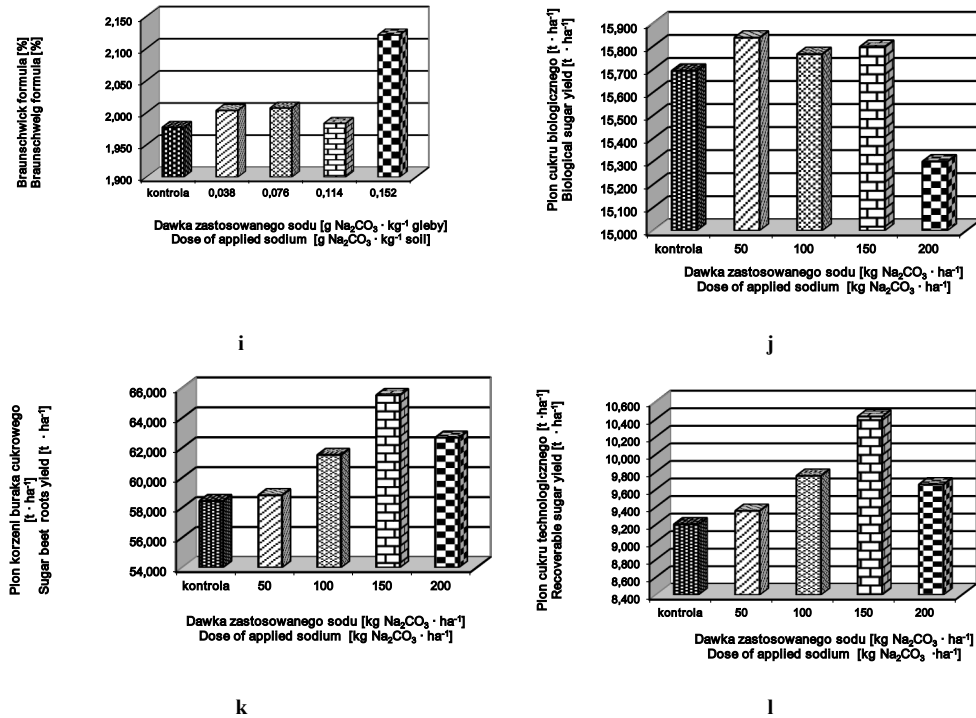 Braunschwick formula [%]
Braunschweig formula [%]
2,150
2,100
2,050
2,000
1,950
1,900
kontrola 0,038 0,076 0,114 0,152
Dawka zastosowanego sodu [g Na₂CO₃ · kg⁻¹ gleby]
Dose of applied sodium [g Na₂CO₃ · kg⁻¹ soil]
i
Plon cukru biologicznego [t · ha⁻¹]
Biological sugar yield [t · ha⁻¹]
15,900
15,800
15,700
15,600
15,500
15,400
15,300
15,200
15,100
15,000
kontrola 50 100 150 200
Dawka zastosowanego sodu [kg Na₂CO₃ · ha⁻¹]
Dose of applied sodium [kg Na₂CO₃ · ha⁻¹]
j
Plon korzeni buraka cukrowego
[t · ha⁻¹]
Sugar beet roots yield [t · ha⁻¹]
66,000
64,000
62,000
60,000
58,000
56,000
54,000
kontrola 50 100 150 200
Dawka zastosowanego sodu [kg Na₂CO₃ · ha⁻¹]
Dose of applied sodium [kg Na₂CO₃ · ha⁻¹]
k
Plon cukru technologicznego [t ·ha⁻¹]
Recoverable sugar yield [t · ha⁻¹]
10,600
10,400
10,200
10,000
9,800
9,600
9,400
9,200
9,000
8,800
8,600
8,400
kontrola 50 100 150 200
Dawka zastosowanego sodu [kg Na₂CO₃ · ha⁻¹]
Dose of applied sodium [kg Na₂CO₃ ·ha⁻¹]
l